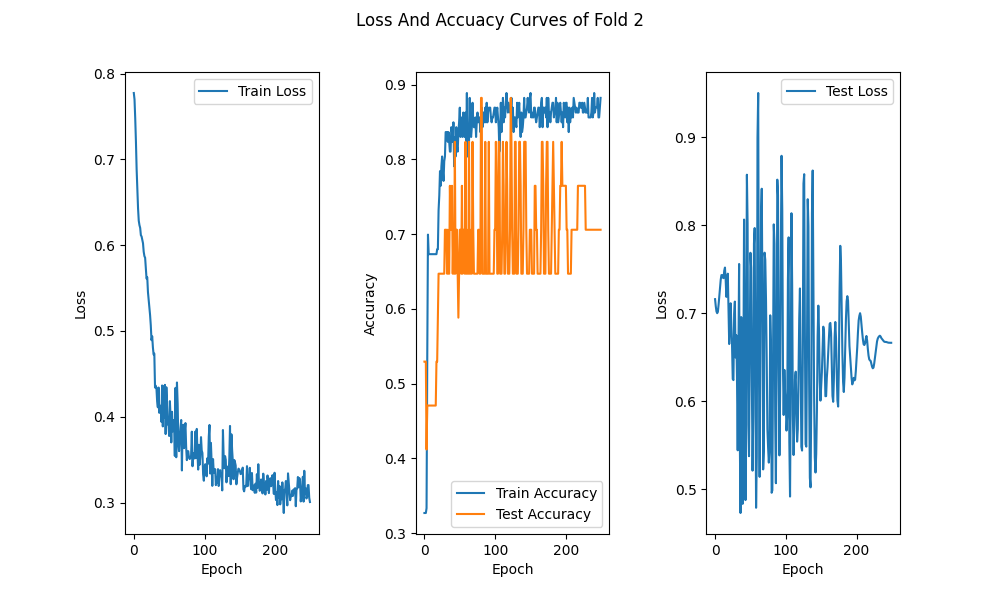 Loss And Accuacy Curves of Fold 2
Train Loss
0.8
0.7
0.6
0.5
0.4
0.3
Loss
0 100 200
Epoch
0.9
0.8
0.7
0.6
0.5
0.4
0.3
Accuracy
Train Accuracy
Test Accuracy
0 100 200
Epoch
Test Loss
0.9
0.8
0.7
0.6
0.5
Loss
0 100 200
Epoch